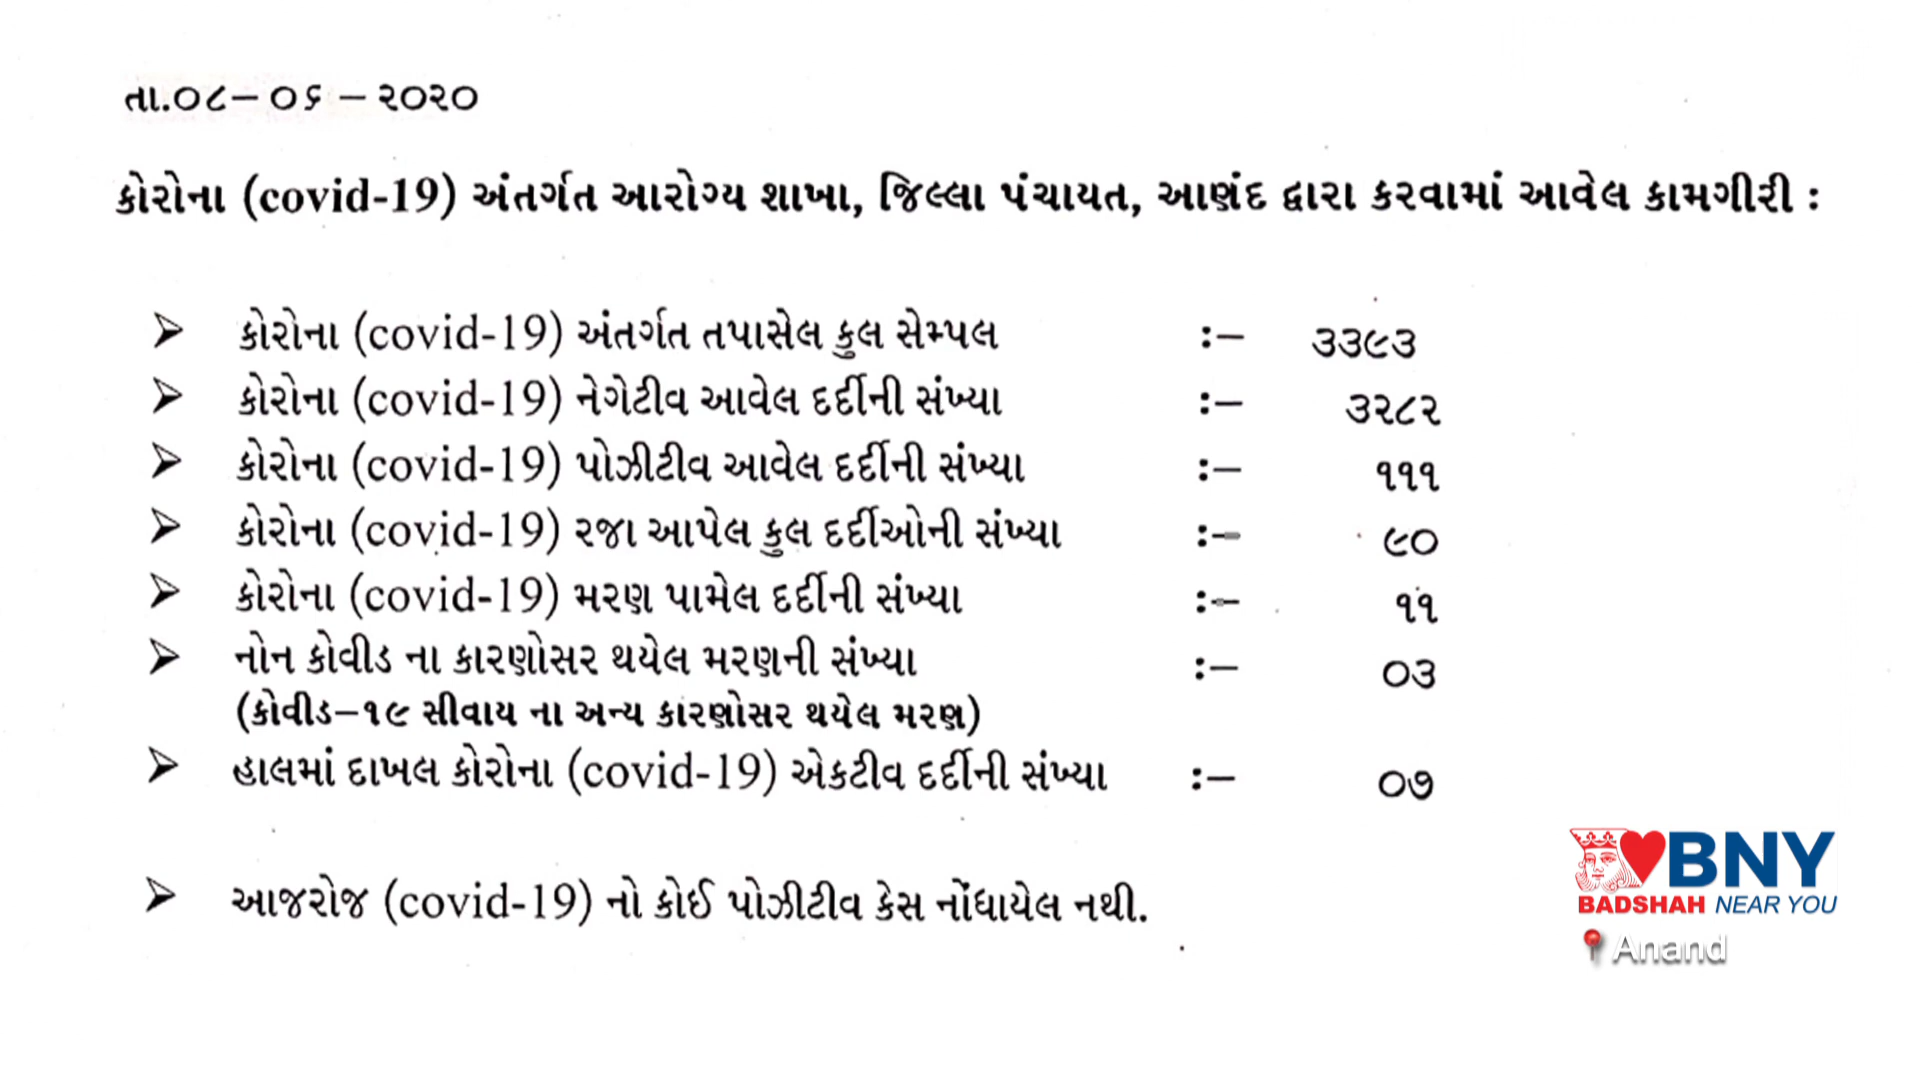 તા.૦૮– ૦૬ – ૨૦૨૦
કોરોના (covid-19) અંતર્ગત આરોગ્ય શાખા, જિલ્લા પંચાયત, આણંદ દ્વારા કરવામાં આવેલ કામગીરી :
➢ કોરોના (covid-19) અંતર્ગત તપાસેલ કુલ સેમ્પલ :– ૩૩૯૩
➢ કોરોના (covid-19) નેગેટીવ આવેલ દર્દીની સંખ્યા :– ૩૨૮૨
➢ કોરોના (covid-19) પોઝીટીવ આવેલ દર્દીની સંખ્યા :– ૧૧૧
➢ કોરોના (covid-19) રજા આપેલ કુલ દર્દીઓની સંખ્યા :– ૯૦
➢ કોરોના (covid-19) મરણ પામેલ દર્દીની સંખ્યા :– ૧૧
➢ નોન કોવીડ ના કારણોસર થયેલ મરણની સંખ્યા :– ૦૩
(કોવીડ–૧૯ સીવાય ના અન્ય કારણોસર થયેલ મરણ)
➢ હાલમાં દાખલ કોરોના (covid-19) એકટીવ દર્દીની સંખ્યા :– ૦૭
➢ આજરોજ (covid-19) નો કોઈ પોઝીટીવ કેસ નોંધાયેલ નથી.
BNY
BADSHAH NEAR YOU
Anand